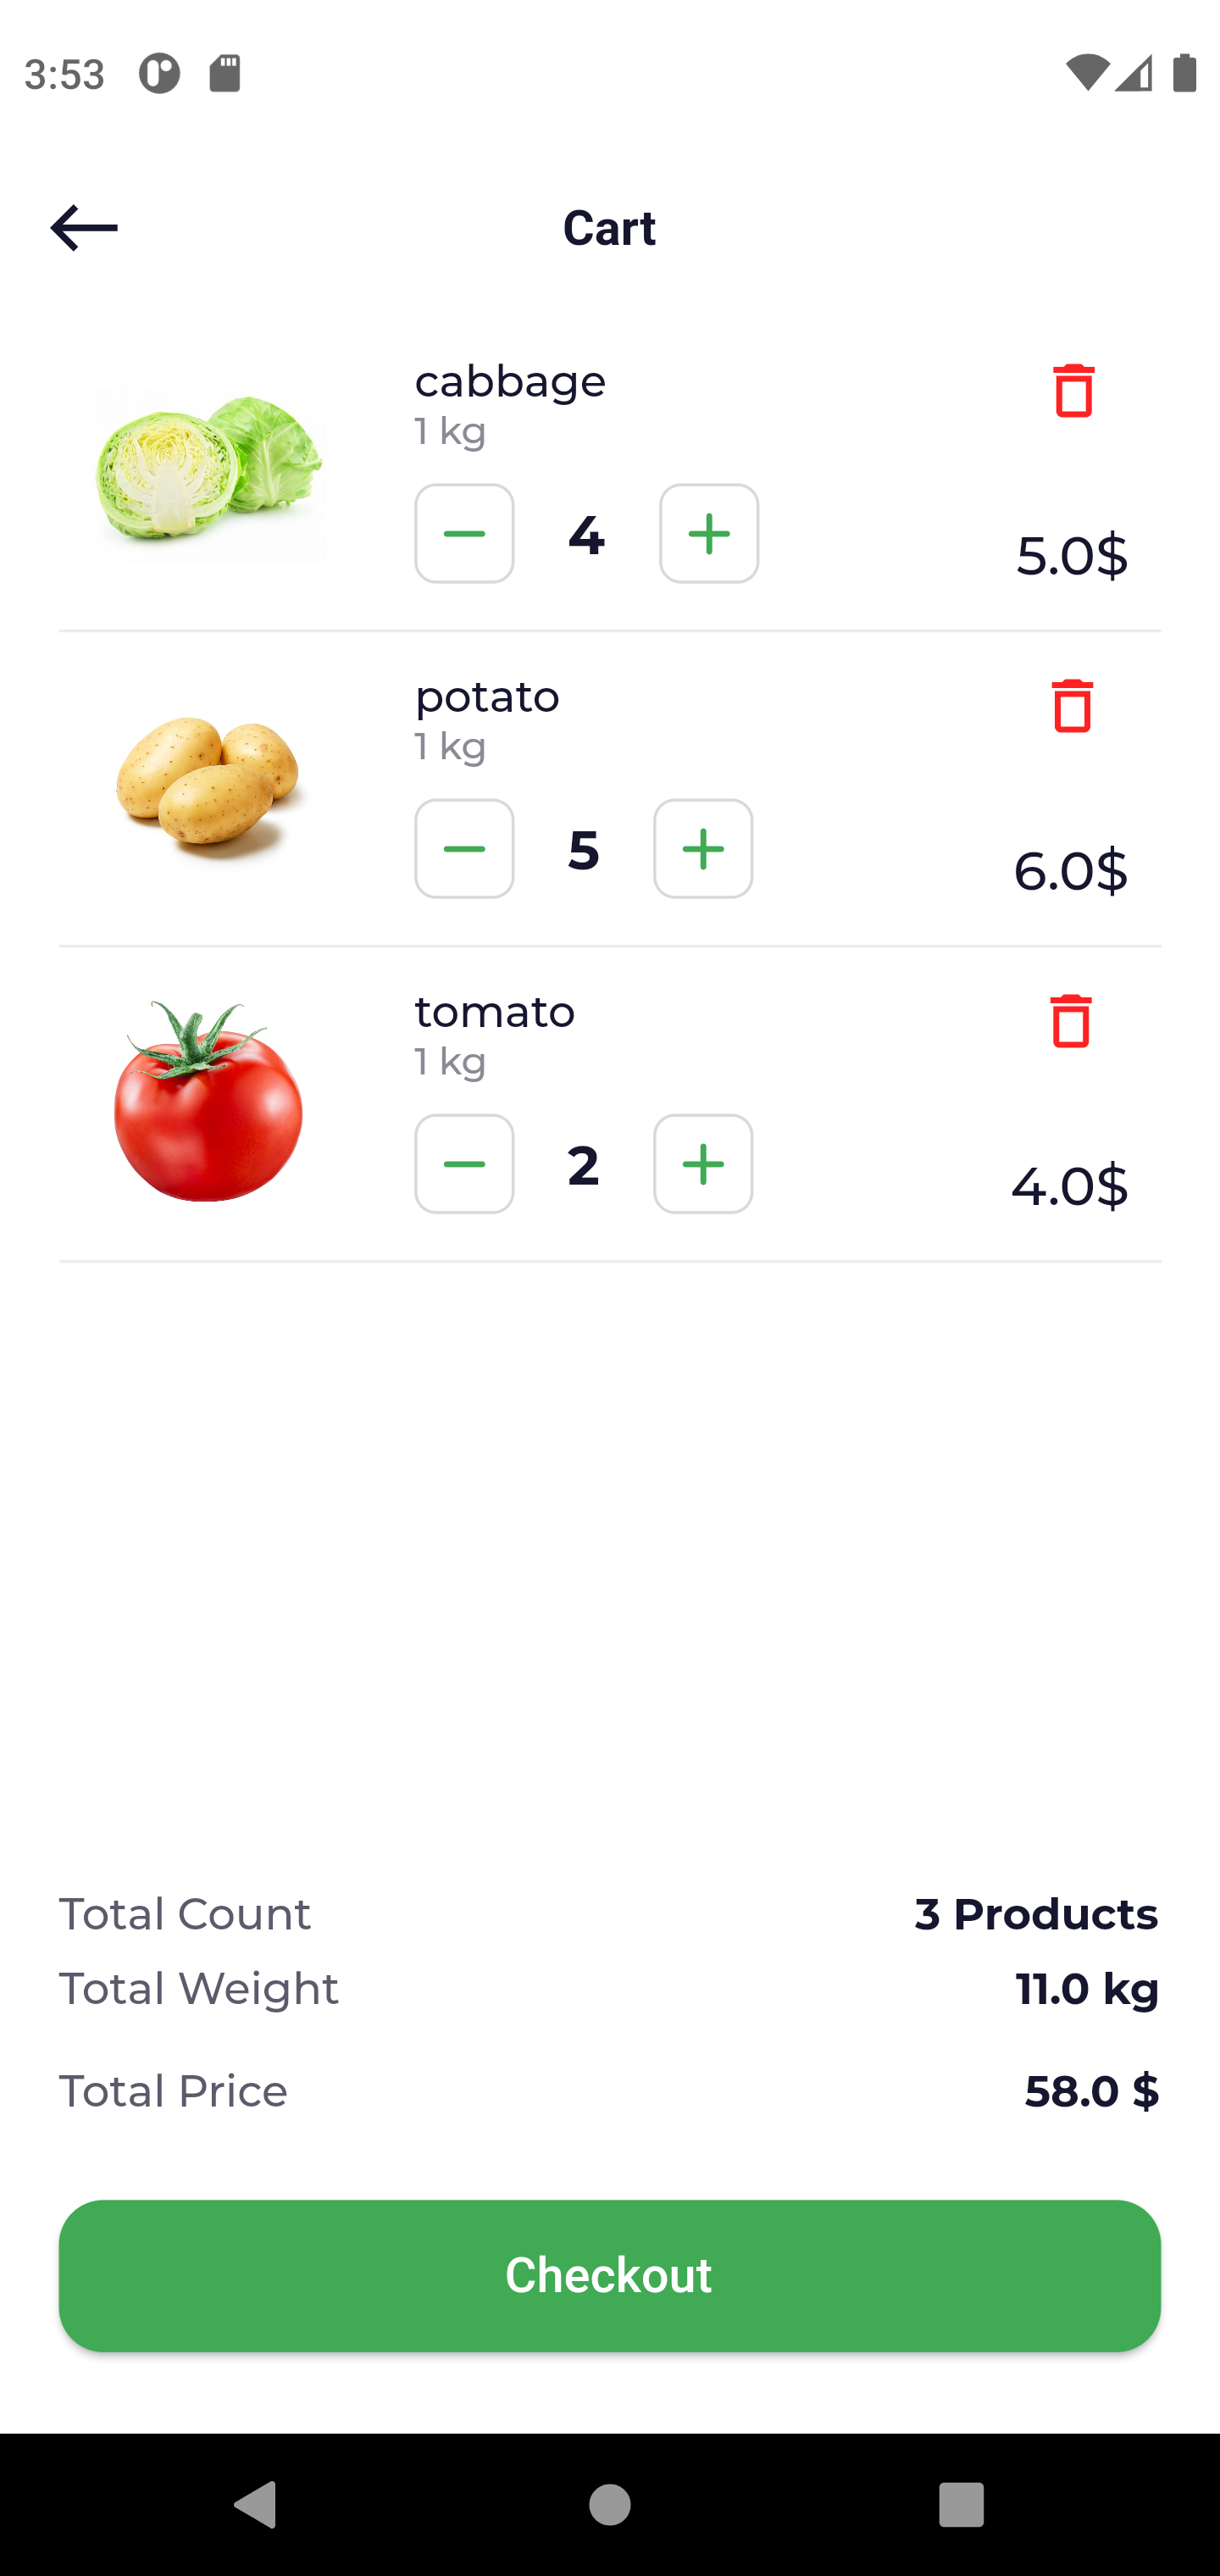 3:53
Cart
cabbage
1 kg
4
5.0$
potato
1 kg
5
6.0$
tomato
1 kg
2
4.0$
Total Count 3 Products
Total Weight 11.0 kg
Total Price 58.0 $
Checkout